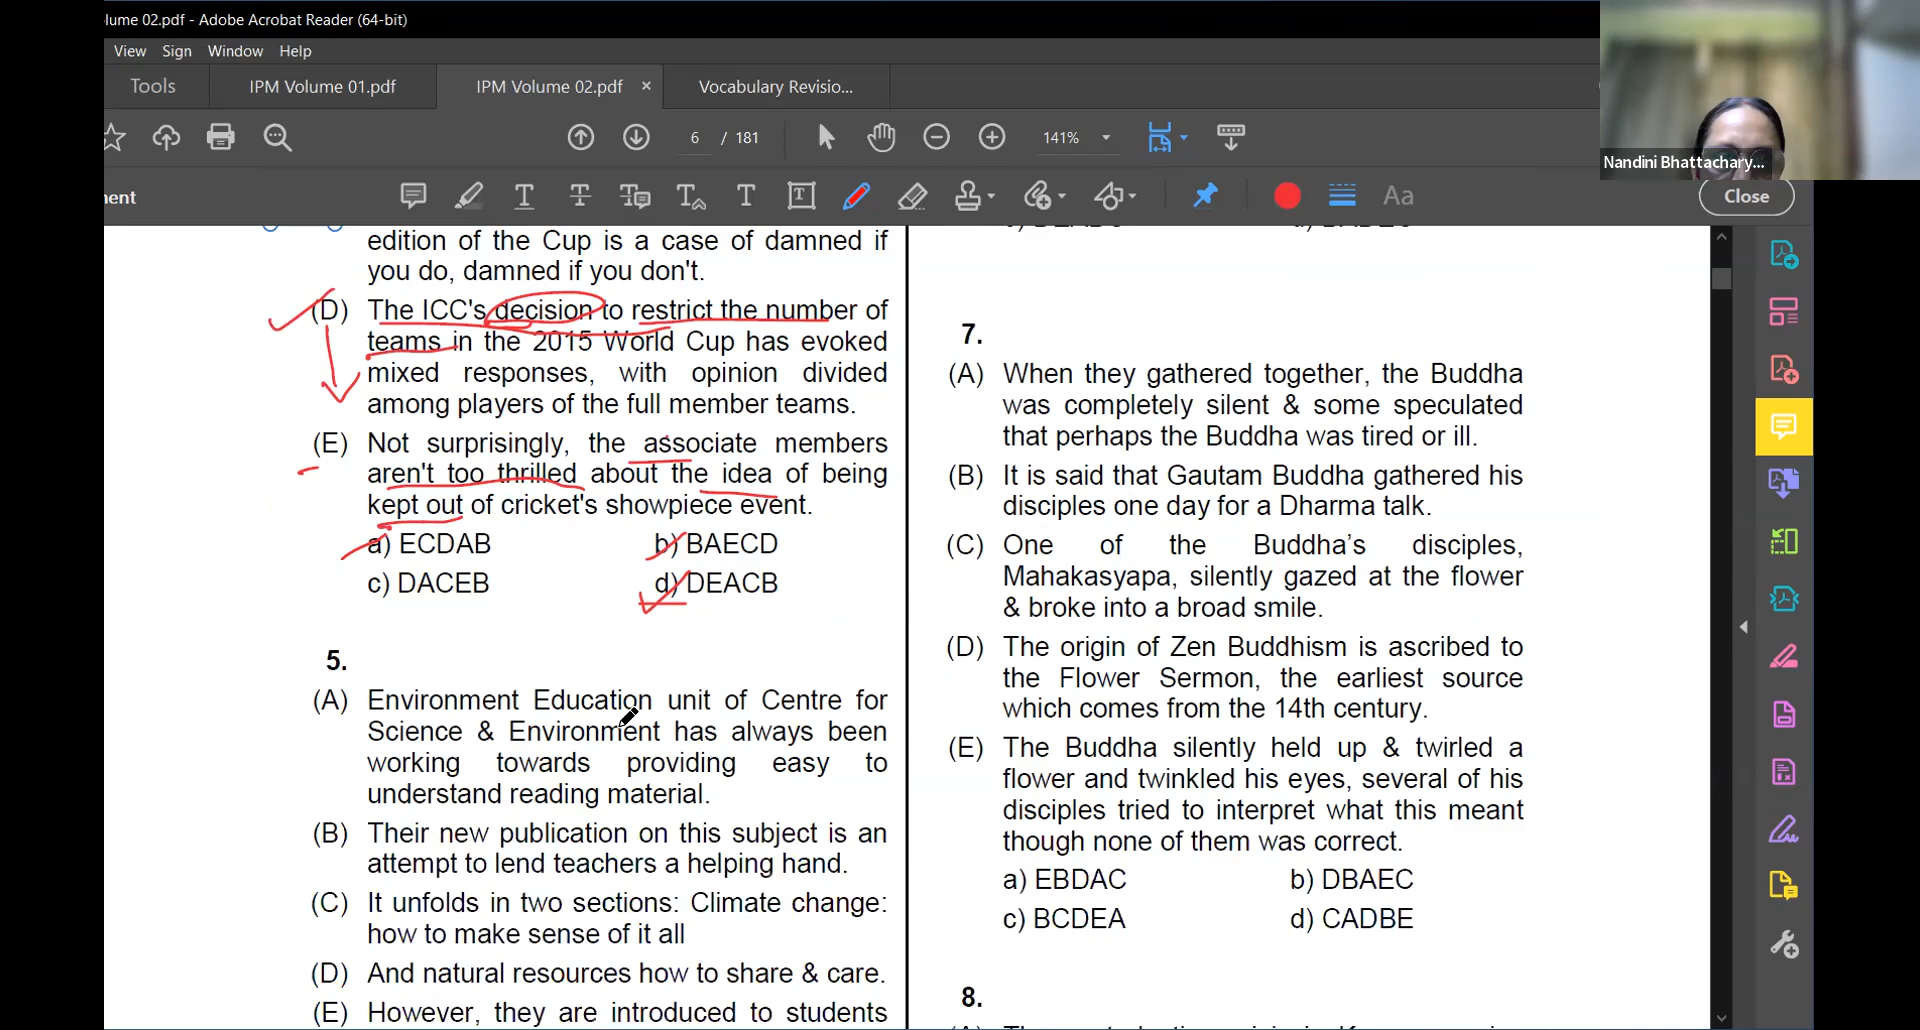 lume 02.pdf - Adobe Acrobat Reader (64-bit)
View Sign Window Help
Tools
IPM Volume 01.pdf
IPM Volume 02.pdf ×
Vocabulary Revisio...
6 / 181
141%
Nandini Bhattachary...
ent
Aa
Close
edition of the Cup is a case of damned if
you do, damned if you don't.
(D) The ICC's decision to restrict the number of
teams in the 2015 World Cup has evoked
mixed responses, with opinion divided
among players of the full member teams.
(E) Not surprisingly, the associate members
aren't too thrilled about the idea of being
kept out of cricket's showpiece event.
a) ECDAB b) BAECD
c) DACEB d) DEACB
5.
(A) Environment Education unit of Centre for
Science & Environment has always been
working towards providing easy to
understand reading material.
(B) Their new publication on this subject is an
attempt to lend teachers a helping hand.
(C) It unfolds in two sections: Climate change:
how to make sense of it all
(D) And natural resources how to share & care.
(E) However, they are introduced to students
7.
(A) When they gathered together, the Buddha
was completely silent & some speculated
that perhaps the Buddha was tired or ill.
(B) It is said that Gautam Buddha gathered his
disciples one day for a Dharma talk.
(C) One of the Buddha's disciples,
Mahakasyapa, silently gazed at the flower
& broke into a broad smile.
(D) The origin of Zen Buddhism is ascribed to
the Flower Sermon, the earliest source
which comes from the 14th century.
(E) The Buddha silently held up & twirled a
flower and twinkled his eyes, several of his
disciples tried to interpret what this meant
though none of them was correct.
a) EBDAC b) DBAEC
c) BCDEA d) CADBE
8.